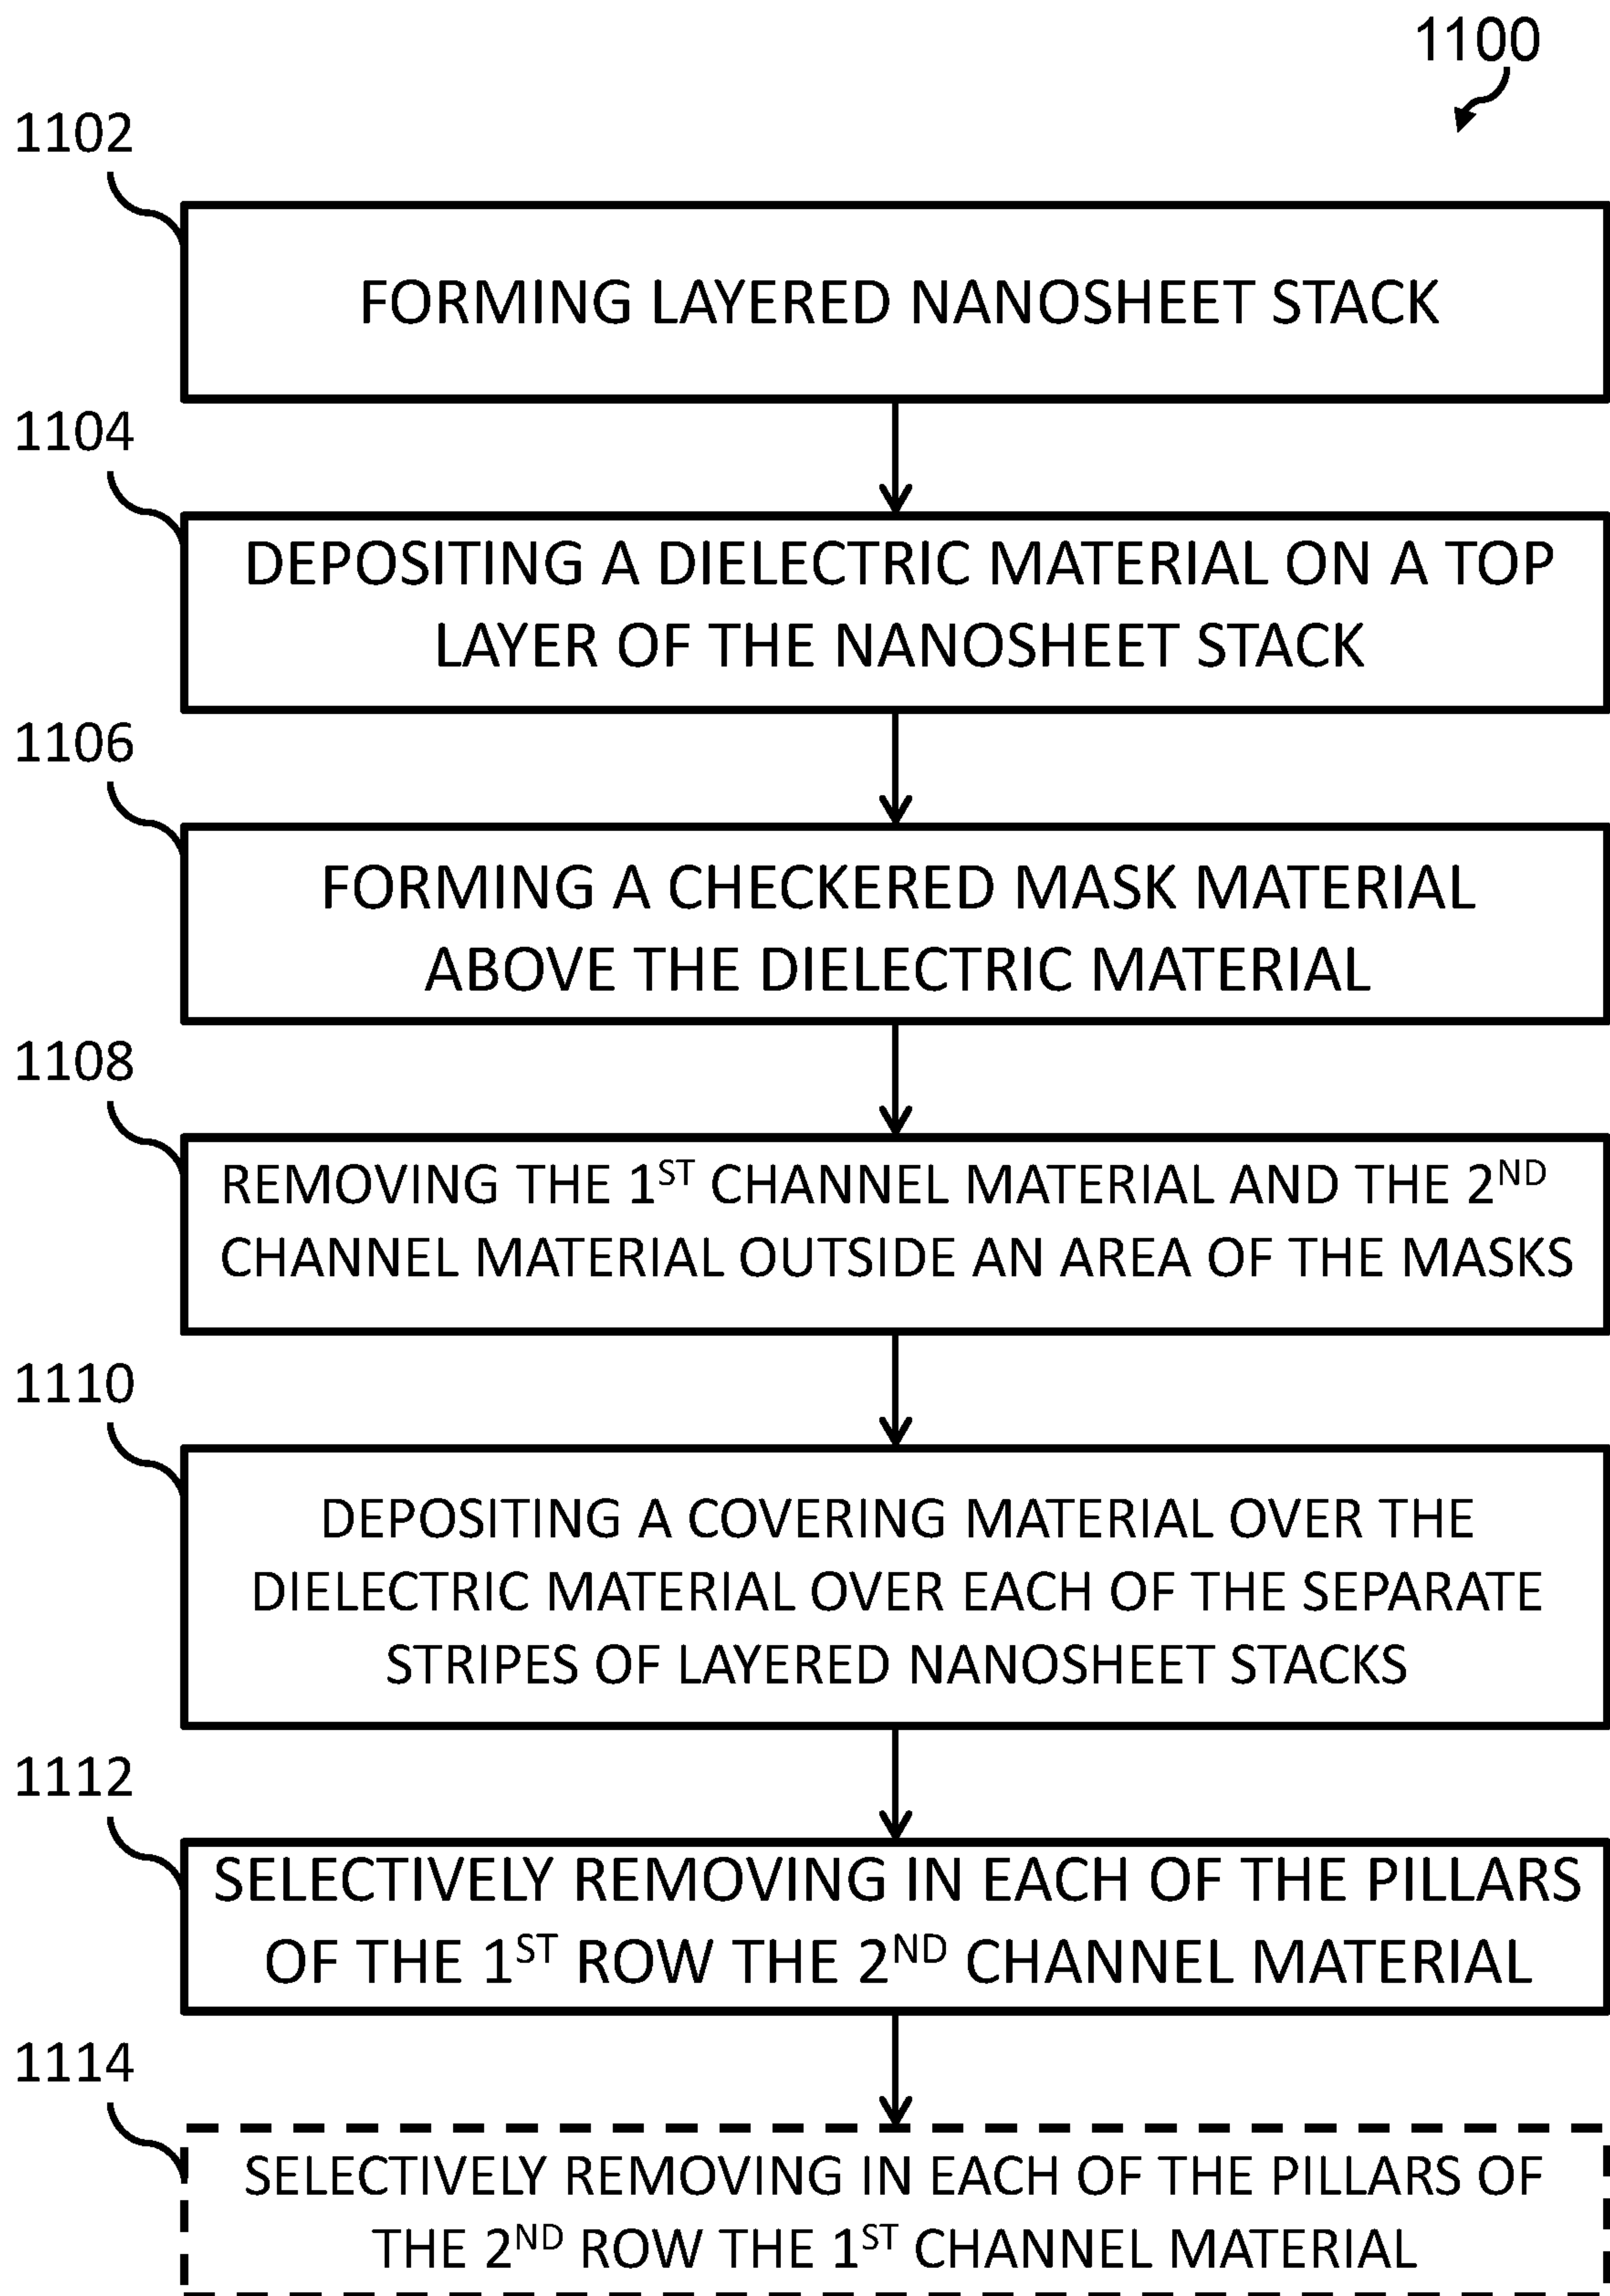 1100
1102
FORMING LAYERED NANOSHEET STACK
1104
DEPOSITING A DIELECTRIC MATERIAL ON A TOP
LAYER OF THE NANOSHEET STACK
1106
FORMING A CHECKERED MASK MATERIAL
ABOVE THE DIELECTRIC MATERIAL
1108
REMOVING THE 1ST CHANNEL MATERIAL AND THE 2ND
CHANNEL MATERIAL OUTSIDE AN AREA OF THE MASKS
1110
DEPOSITING A COVERING MATERIAL OVER THE
DIELECTRIC MATERIAL OVER EACH OF THE SEPARATE
STRIPES OF LAYERED NANOSHEET STACKS
1112
SELECTIVELY REMOVING IN EACH OF THE PILLARS
OF THE 1ST ROW THE 2ND CHANNEL MATERIAL
1114
SELECTIVELY REMOVING IN EACH OF THE PILLARS OF
THE 2ND ROW THE 1ST CHANNEL MATERIAL